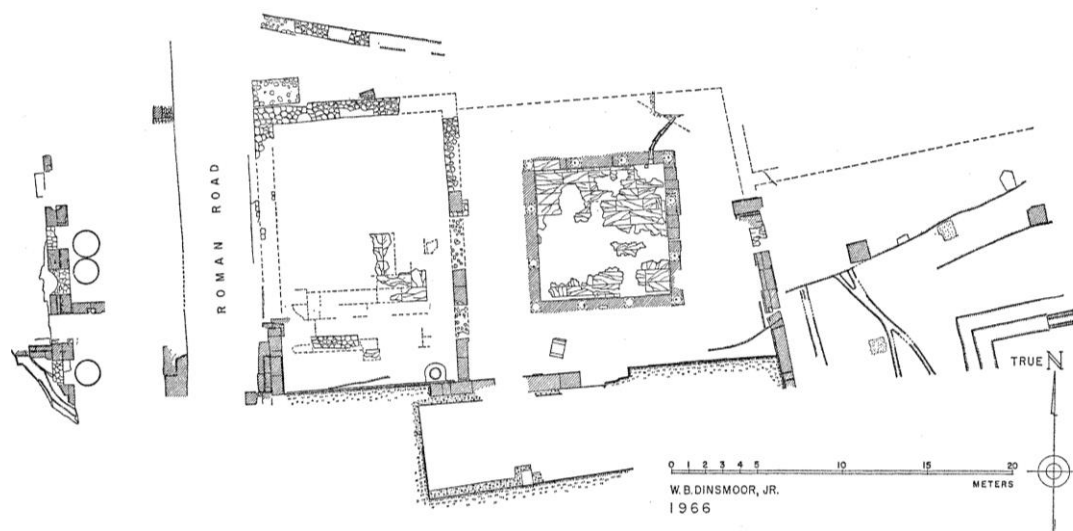 ROMAN ROAD
TRUE N
0 1 2 3 4 5 10 15 20
METERS
W.B.DINSMOOR, JR.
1966